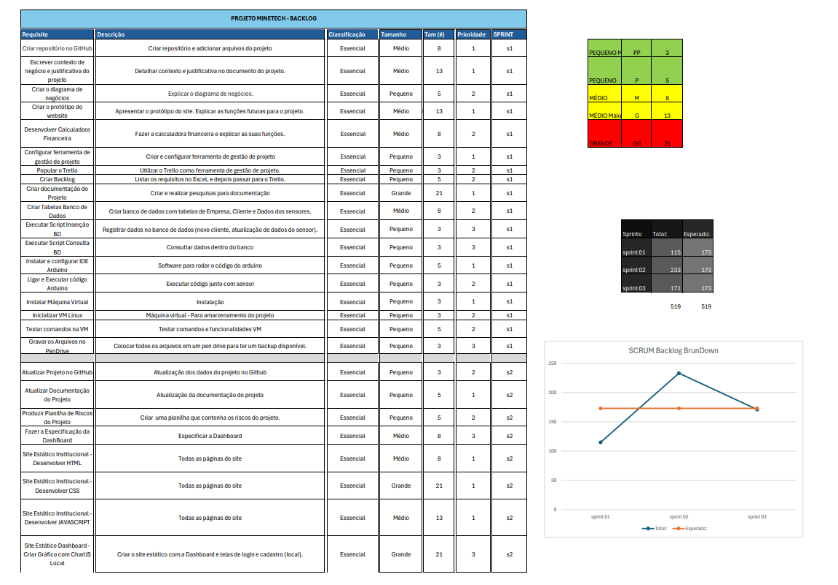 PROJETO MINETECH - BACKLOG
Requisito Descrição Classificação Tamanho Tam (#) Prioridade SPRINT
Criar repositório no GitHub Criar repositório e adicionar arquivos do projeto Essencial Médio 8 1 s1
Escrever contexto de negócio e justificativa do projeto Detalhar contexto e justificativa no documento do projeto. Essencial Médio 13 1 s1
Criar o diagrama de negócios Explicar o diagrama de negócios. Essencial Pequeno 5 2 s1
Criar o protótipo do website Apresentar o protótipo do site. Explicar as funções futuras para o projeto. Essencial Médio 13 1 s1
Desenvolver Calculadora Financeira Fazer a calculadora financeira e explicar as suas funções. Essencial Médio 8 2 s1
Configurar ferramenta de gestão de projeto Criar e configurar ferramenta de gestão de projeto Essencial Pequeno 3 1 s1
Popular o Trello Utilizar o Trello como ferramenta de gestão de projeto. Essencial Pequeno 3 2 s1
Criar Backlog Listar os requisitos no Excel, e depois passar para o Trello. Essencial Pequeno 5 2 s1
Criar documentação do Projeto Criar e realizar pesquisas para documentação Essencial Grande 21 1 s1
Criar Tabelas Banco de Dados Criar banco de dados com tabelas de Empresa, Cliente e Dados dos sensores. Essencial Médio 8 2 s1
Executar Script Inserção BD Registrar dados no banco de dados (novo cliente, atualização de dados do sensor). Essencial Pequeno 3 3 s1
Executar Script Consulta BD Consultar dados dentro do banco Essencial Pequeno 3 3 s1
Instalar e configurar IDE Arduino Software para rodar o código do arduino Essencial Pequeno 5 1 s1
Ligar e Executar código Arduino Executar código junto com sensor Essencial Pequeno 3 2 s1
Instalar Máquina Virtual Instalação Essencial Pequeno 3 1 s1
Inicializar VM Linux Máquina virtual - Para amarzenamento do projeto Essencial Pequeno 3 2 s1
Testar comandos na VM Testar comandos e funcionalidades VM Essencial Pequeno 5 2 s1
Gravar os Arquivos no PenDrive Colocar todos os arquivos em um pen drive para ter um backup disponível. Essencial Pequeno 3 3 s1
Atualizar Projeto no GitHub Atualização dos dados do projeto no Github Essencial Pequeno 3 2 s2
Atualizar Documentação do Projeto Atualização da documentação do projeto Essencial Pequeno 5 1 s2
Produzir Planilha de Riscos do Projeto Criar uma planilha que contenha os riscos do projeto. Essencial Pequeno 5 2 s2
Fazer a Especificação da DashBoard Especificar a Dashboard Essencial Médio 8 3 s2
Site Estático Institucional - Desenvolver HTML Todas as páginas do site Essencial Médio 8 1 s2
Site Estático Institucional - Desenvolver CSS Todas as páginas do site Essencial Grande 21 1 s2
Site Estático Institucional - Desenvolver JAVASCRIPT Todas as páginas do site Essencial Médio 13 1 s2
Site Estático Dashboard - Criar Gráfico com ChartJS Local Criar o site estático com a Dashboard e telas de login e cadastro (local). Essencial Grande 21 3 s2
PEQUENO M PP 3
PEQUENO P 5
MÉDIO M 8
MÉDIO Maio G 13
GRANDE GG 21
Sprints: Total: Esperado:
sprint 01 115 173
sprint 02 233 173
sprint 03 171 173
519 519
SCRUM Backlog BrunDown
250
200
150
100
50
0
sprint 01 sprint 02 sprint 03
Total: Esperado: